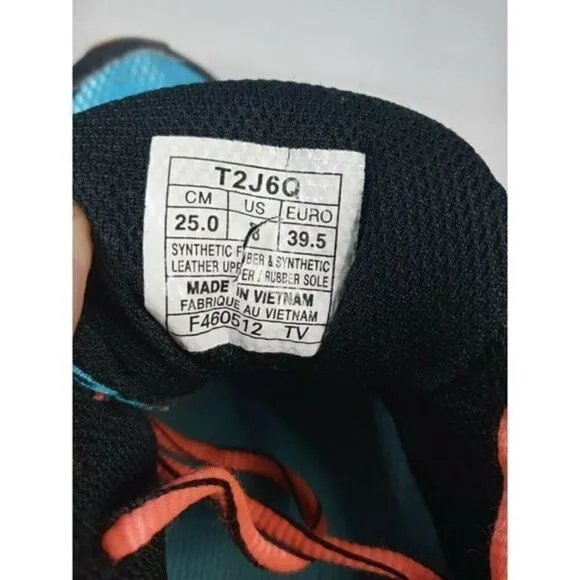 T2J6Q
CM US EURO
25.0 8 39.5
SYNTHETIC FIBER & SYNTHETIC
LEATHER UPPER / RUBBER SOLE
MADE IN VIETNAM
FABRIQUE AU VIETNAM
F460512 TV